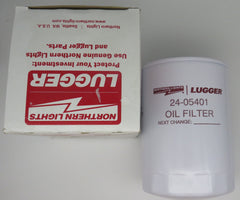 Northern Lights
Seattle, WA U.S.A.
Protect Your Investment:
Use Genuine Northern Lights
and Lugger Parts.
LUGGER
NORTHERN LIGHTS
LUGGER
24-05401
OIL FILTER
NEXT CHANGE: